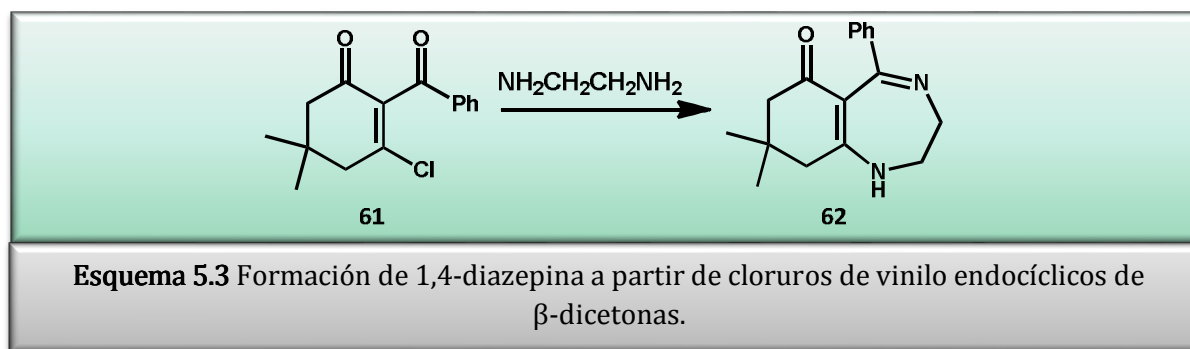 O O
Ph
Cl
61
NH₂CH₂CH₂NH₂
O
Ph
N
N
H
62
Esquema 5.3 Formación de 1,4-diazepina a partir de cloruros de vinilo endocíclicos de
β-dicetonas.